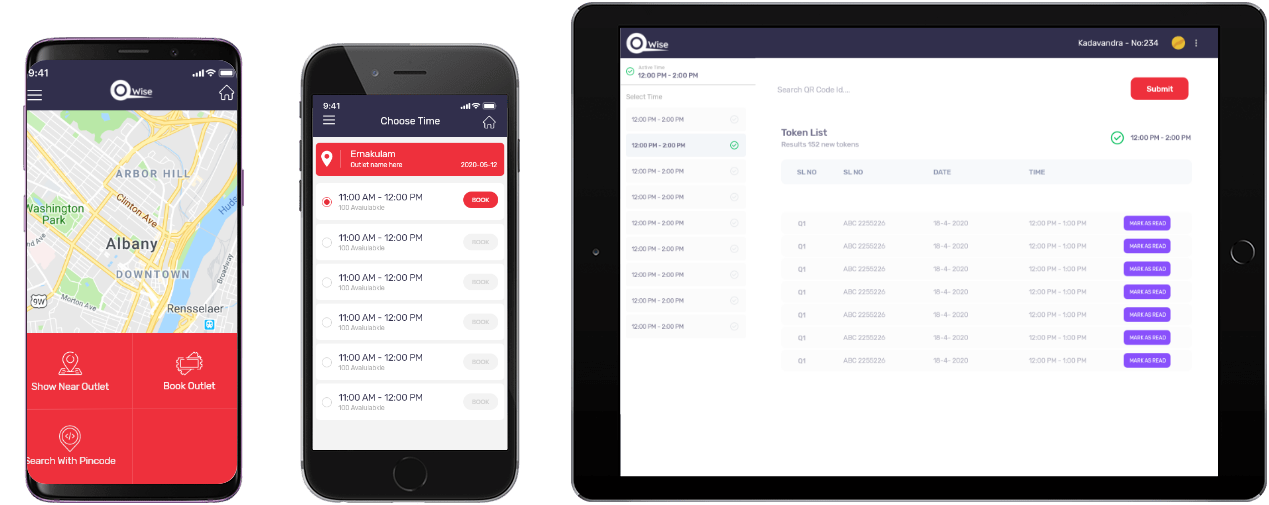 9:41
Wise
ARBOR HILL
Clinton Ave
Washington
Park
Albany
DOWNTOWN
Broadway
9W
Morton Ave
Rensselaer
Show Near Outlet
Book Outlet
Search With Pincode
9:41
Choose Time
Ernakulam
Outlet name here
2020-05-12
11:00 AM - 12:00 PM
BOOK
100
11:00 AM - 12:00 PM
BOOK
100
11:00 AM - 12:00 PM
BOOK
100
11:00 AM - 12:00 PM
BOOK
100
11:00 AM - 12:00 PM
BOOK
100
11:00 AM - 12:00 PM
BOOK
100
Wise
Kadavandra - No:234
Active Time
12:00 PM - 2:00 PM
Select Time
12:00 PM - 2:00 PM
12:00 PM - 2:00 PM
12:00 PM - 2:00 PM
12:00 PM - 2:00 PM
12:00 PM - 2:00 PM
12:00 PM - 2:00 PM
12:00 PM - 2:00 PM
12:00 PM - 2:00 PM
12:00 PM - 2:00 PM
Search QR Code Id....
Submit
Token List
Results 152 new tokens
12:00 PM - 2:00 PM
SL NO SL NO DATE TIME
01 ABC 2255226 18-4- 2020 12:00 PM - 1:00 PM MARK AS READ
01 ABC 2255226 18-4- 2020 12:00 PM - 1:00 PM MARK AS READ
01 ABC 2255226 18-4- 2020 12:00 PM - 1:00 PM MARK AS READ
01 ABC 2255226 18-4- 2020 12:00 PM - 1:00 PM MARK AS READ
01 ABC 2255226 18-4- 2020 12:00 PM - 1:00 PM MARK AS READ
01 ABC 2255226 18-4- 2020 12:00 PM - 1:00 PM MARK AS READ
01 ABC 2255226 18-4- 2020 12:00 PM - 1:00 PM MARK AS READ